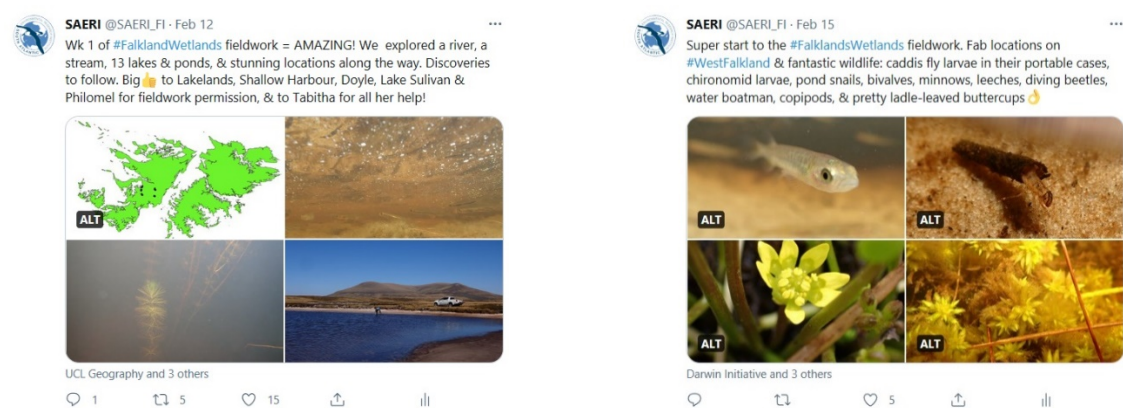 SAERI @SAERI_FI · Feb 12
Wk 1 of #FalklandWetlands fieldwork = AMAZING! We explored a river, a
stream, 13 lakes & ponds, & stunning locations along the way. Discoveries
to follow. Big👍 to Lakelands, Shallow Harbour, Doyle, Lake Sulivan &
Philomel for fieldwork permission, & to Tabitha for all her help!
ALT
UCL Geography and 3 others
1 5 15
SAERI @SAERI_FI · Feb 15
Super start to the #FalklandsWetlands fieldwork. Fab locations on
#WestFalkland & fantastic wildlife: caddis fly larvae in their portable cases,
chironomid larvae, pond snails, bivalves, minnows, leeches, diving beetles,
water boatman, copipods, & pretty ladle-leaved buttercups👌
ALT
ALT
ALT
ALT
Darwin Initiative and 3 others
5